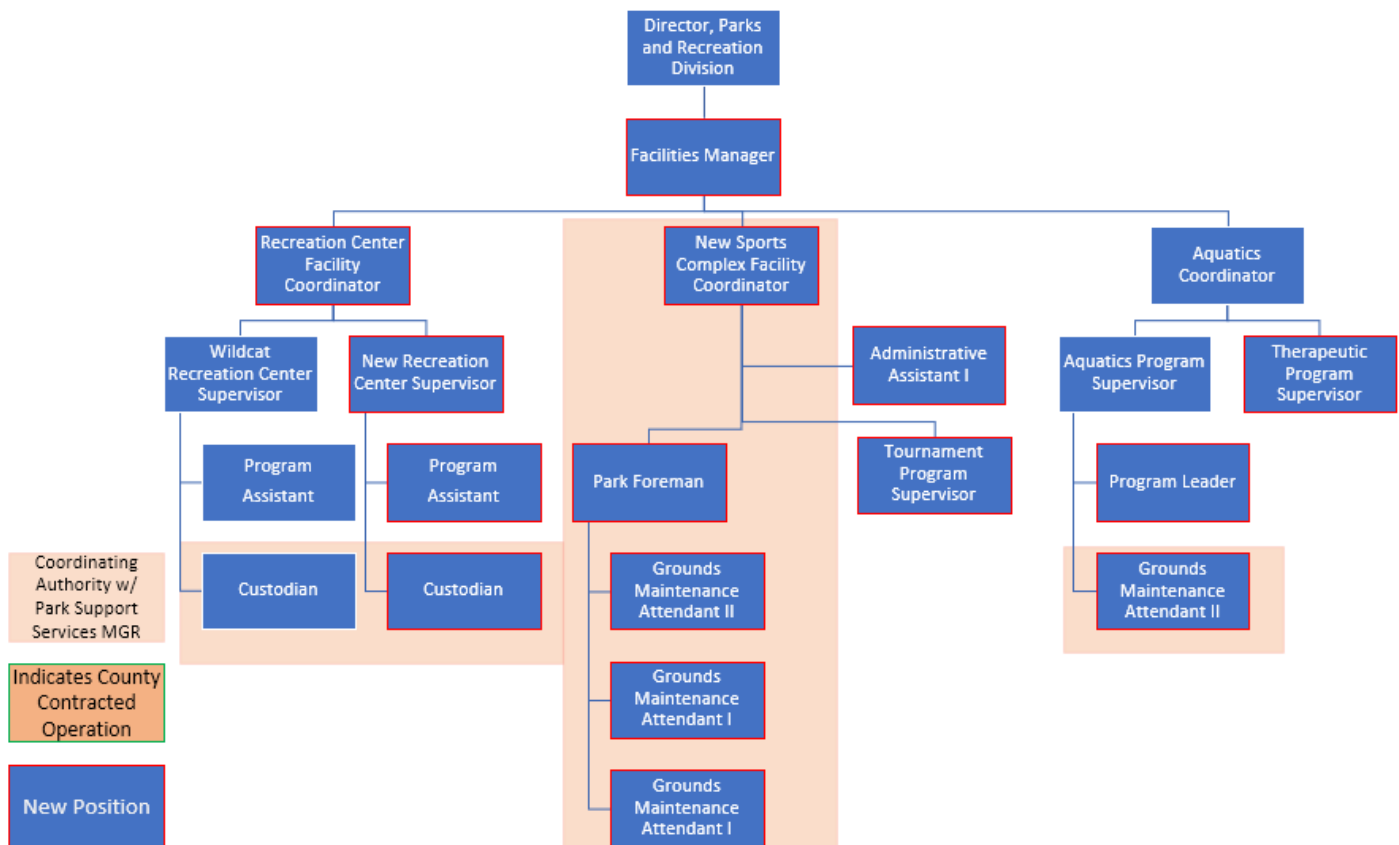 Director, Parks
and Recreation
Division
Facilities Manager
Recreation Center
Facility
Coordinator
New Sports
Complex Facility
Coordinator
Aquatics
Coordinator
Wildcat
Recreation Center
Supervisor
New Recreation
Center Supervisor
Administrative
Assistant I
Aquatics Program
Supervisor
Therapeutic
Program
Supervisor
Program
Assistant
Program
Assistant
Park Foreman
Tournament
Program
Supervisor
Program Leader
Coordinating
Authority w/
Park Support
Services MGR
Custodian
Custodian
Grounds
Maintenance
Attendant II
Grounds
Maintenance
Attendant II
Indicates County
Contracted
Operation
Grounds
Maintenance
Attendant I
New Position
Grounds
Maintenance
Attendant I